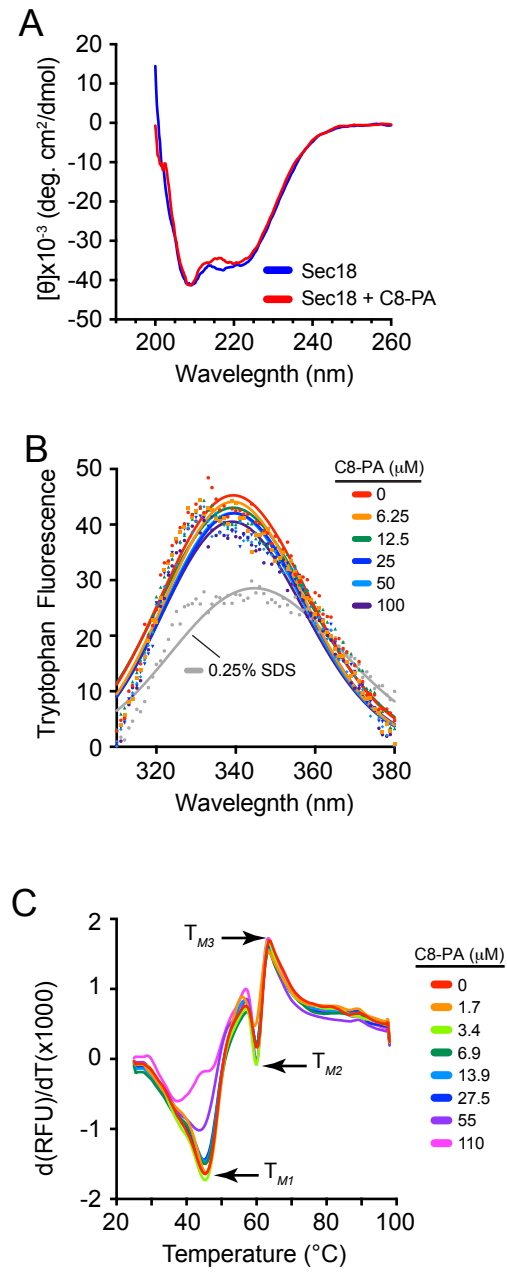 A
[θ]x10-3 (deg. cm2/dmol)
20
10
0
-10
-20
-30
-40
-50
Sec18
Sec18 + C8-PA
200
220
240
260
Wavelegnth (nm)
B
Tryptophan Fluorescence
50
40
30
20
10
0
C8-PA (μM)
0
6.25
12.5
25
50
100
0.25% SDS
320
340
360
380
Wavelegnth (nm)
C
d(RFU)/dT(x1000)
2
1
0
-1
-2
TM3
TM2
TM1
C8-PA (μM)
0
1.7
3.4
6.9
13.9
27.5
55
110
20
40
60
80
100
Temperature (°C)